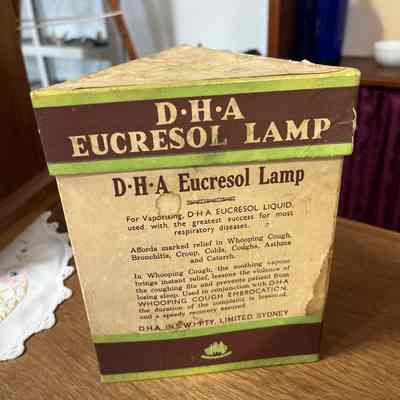 D·H·A
EUCRESOL LAMP
D·H·A Eucresol Lamp
For Vaporising, D·H·A EUCRESOL LIQUID,
used with the greatest success for most
respiratory diseases.
Affords marked relief in Whooping Cough,
Bronchitis, Croup, Colds, Coughs, Asthma
and Catarrh.
In Whooping Cough, the soothing vapour
brings instant relief, lessens the violence of
the coughing fits and prevents patient from
losing sleep. Used in conjunction with D·H·A
WHOOPING COUGH EMBROCATION,
the duration of the complaint is lessened,
and a speedy recovery assured.
D.H.A. LIMITED, SYDNEY